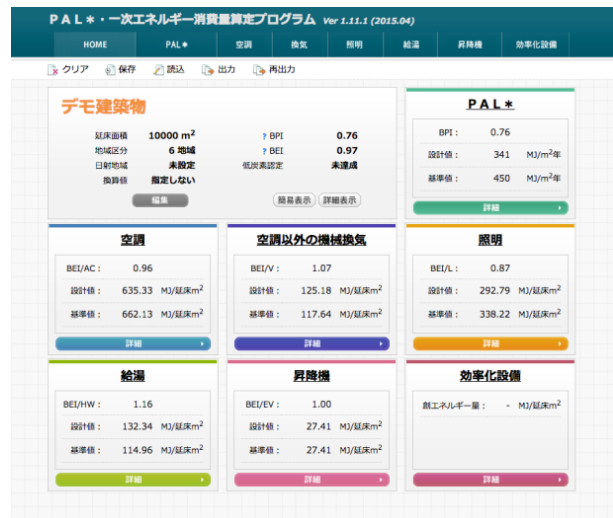 PAL＊・一次エネルギー消費量算定プログラム Ver 1.11.1 (2015.04)
HOME PAL＊ 空調 換気 照明 給湯 昇降機 効率化設備
クリア 保存 読込 出力 再出力
デモ建築物
延床面積 10000 m2 ? BPI 0.76
地域区分 6 地域 ? BEI 0.97
日射地域 未設定 低炭素認定 未達成
換算値 指定しない
編集 簡易表示 詳細表示
PAL＊
BPI： 0.76
設計値： 341 MJ/m2年
基準値： 450 MJ/m2年
詳細
空調
BEI/AC： 0.96
設計値： 635.33 MJ/延床m2
基準値： 662.13 MJ/延床m2
詳細
空調以外の機械換気
BEI/V： 1.07
設計値： 125.18 MJ/延床m2
基準値： 117.64 MJ/延床m2
詳細
照明
BEI/L： 0.87
設計値： 292.79 MJ/延床m2
基準値： 338.22 MJ/延床m2
詳細
給湯
BEI/HW： 1.16
設計値： 132.34 MJ/延床m2
基準値： 114.96 MJ/延床m2
詳細
昇降機
BEI/EV： 1.00
設計値： 27.41 MJ/延床m2
基準値： 27.41 MJ/延床m2
詳細
効率化設備
創エネルギー量： - MJ/延床m2
詳細